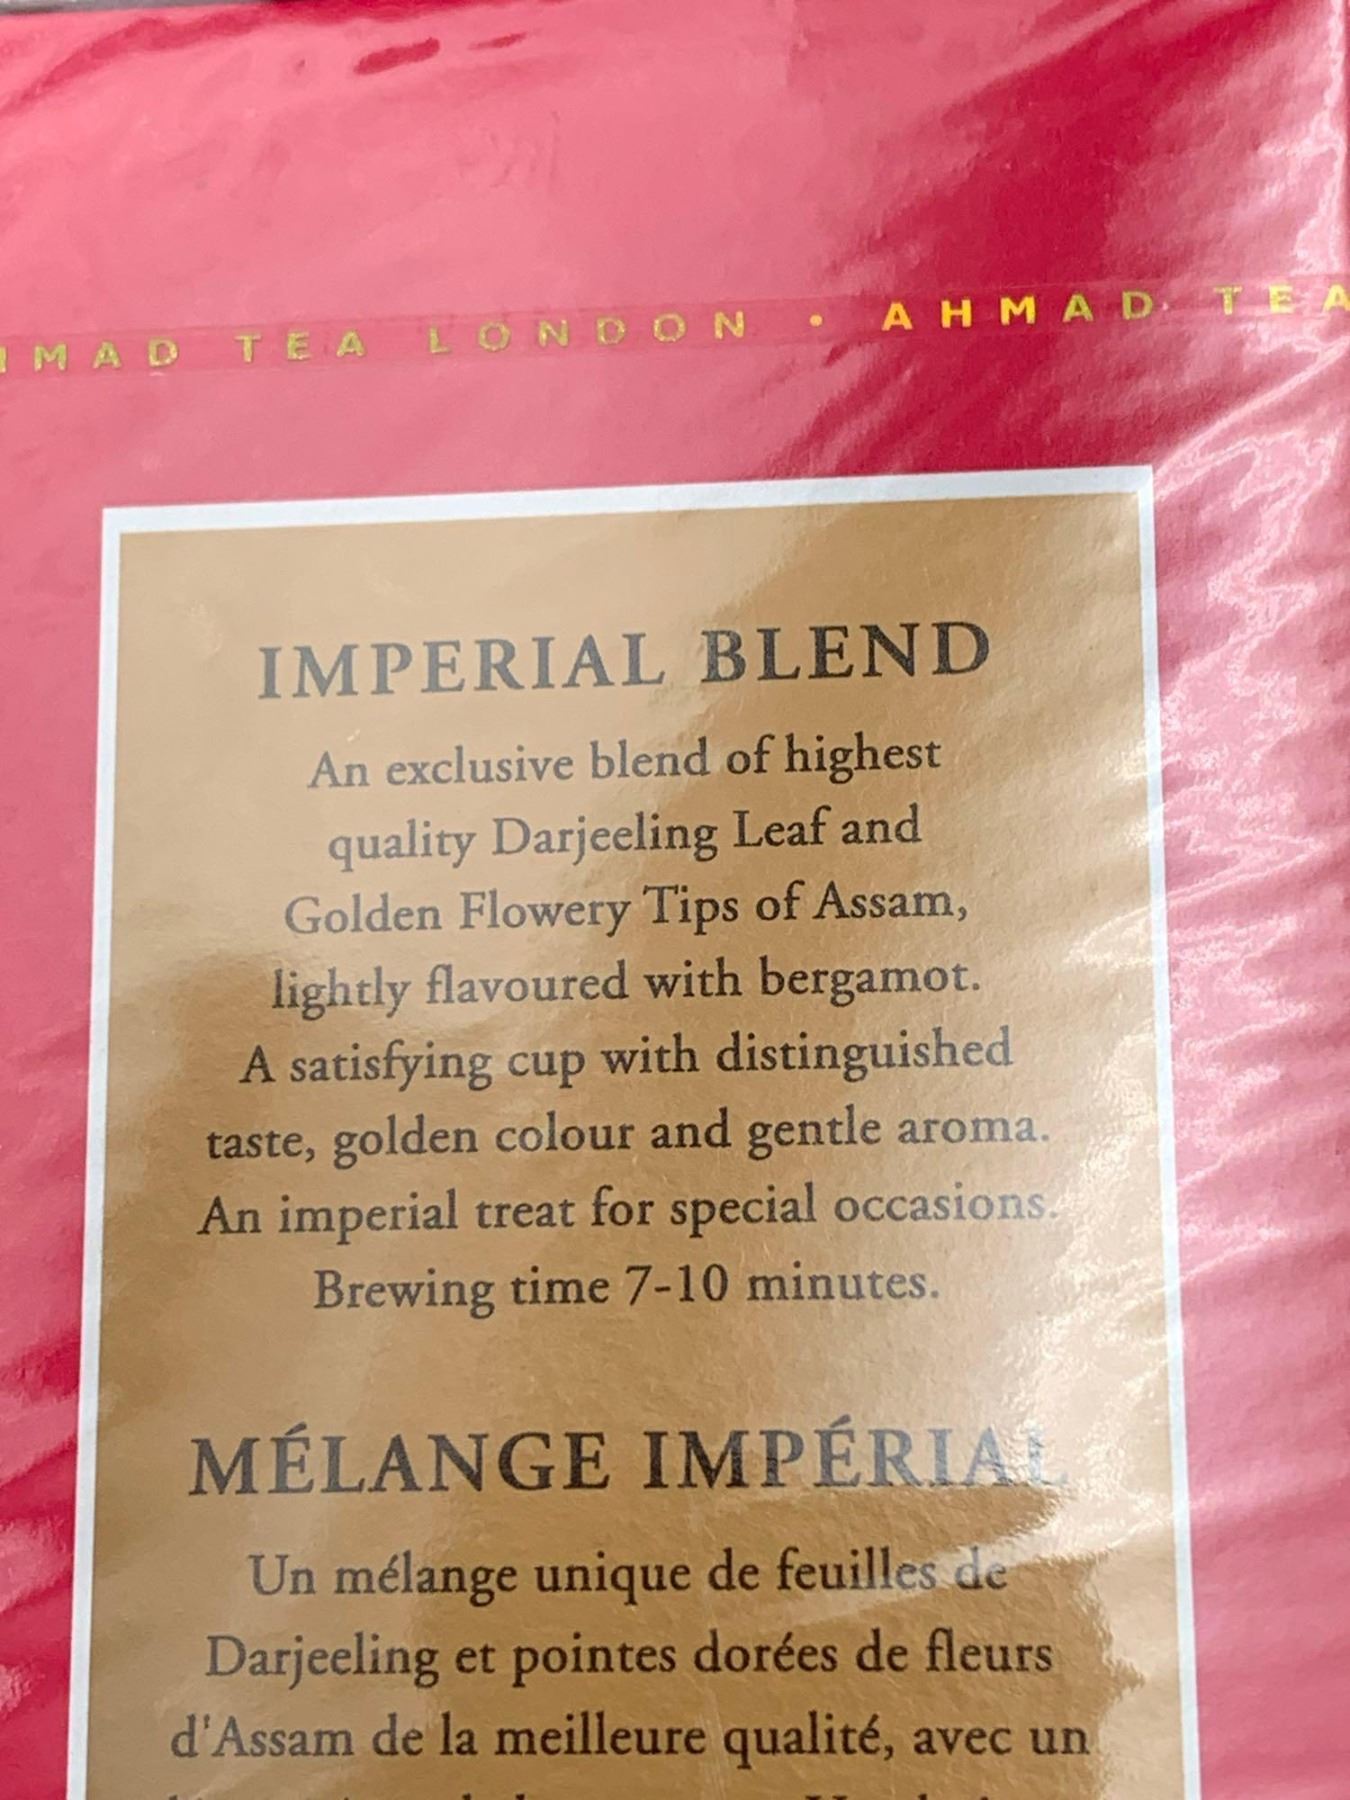 MAD TEA LONDON • AHMAD TEA
IMPERIAL BLEND
An exclusive blend of highest
quality Darjeeling Leaf and
Golden Flowery Tips of Assam,
lightly flavoured with bergamot.
A satisfying cup with distinguished
taste, golden colour and gentle aroma.
An imperial treat for special occasions.
Brewing time 7-10 minutes.
MÉLANGE IMPÉRIAL
Un mélange unique de feuilles de
Darjeeling et pointes dorées de fleurs
d'Assam de la meilleure qualité, avec un